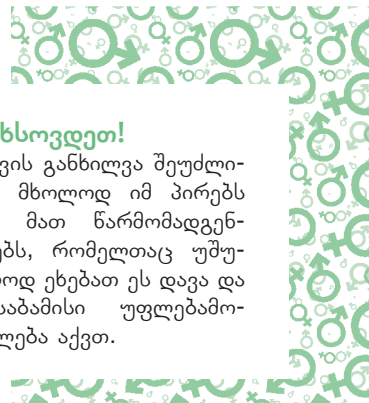 ხსოვდეთ!
ვის განხილვა შეუძლი-
მხოლოდ იმ პირებს
მათ წარმომადგენ-
ებს, რომელთაც უშუ-
ოდ ეხებათ ეს დავა და
საბამისი უფლებამო-
ლება აქვთ.